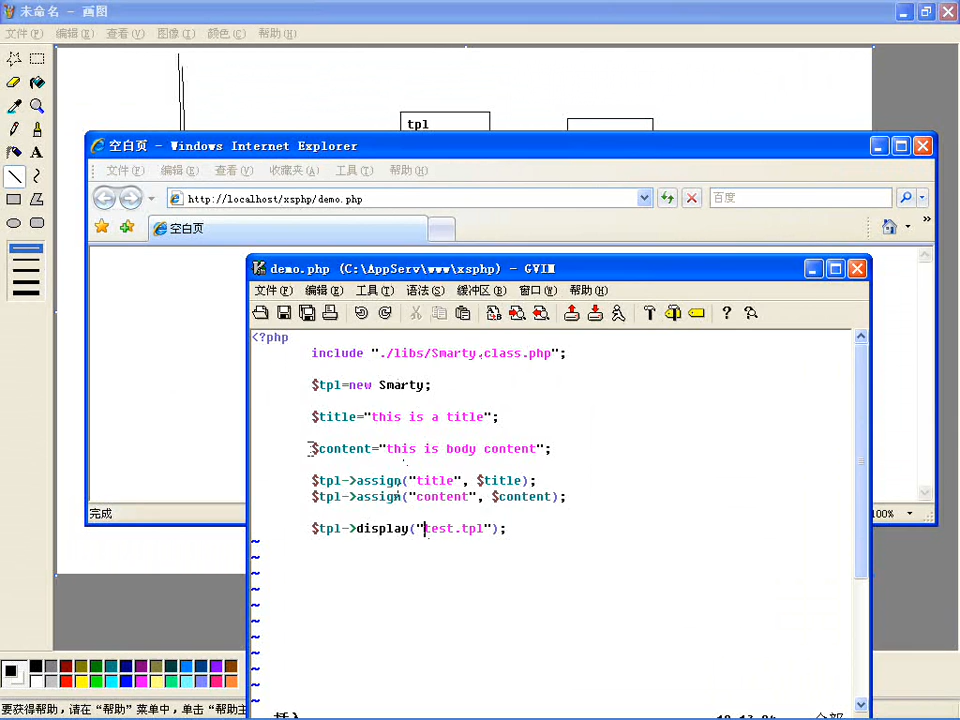 未命名 - 画图
文件(F) 编辑(E) 查看(V) 图像(I) 颜色(C) 帮助(H)
tpl
空白页 - Windows Internet Explorer
文件(F) 编辑(E) 查看(V) 收藏夹(A) 工具(T) 帮助(H)
http://localhost/xsphp/demo.php
百度
空白页
demo.php (C:\AppServ\www\xsphp) - GVIM
文件(F) 编辑(E) 工具(T) 语法(S) 缓冲区(B) 窗口(W) 帮助(H)
<?php
include "./libs/Smarty.class.php";
$tpl=new Smarty;
$title="this is a title";
$content="this is body content";
$tpl->assign("title", $title);
$tpl->assign("content", $content);
$tpl->display("test.tpl");
~
~
~
~
~
~
~
~
~
~
~
完成
100%
要获得帮助，请在“帮助”菜单中，单击“帮助主